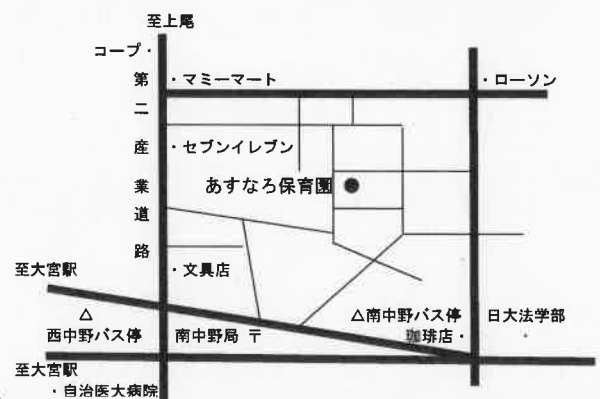 至上尾
コープ・
第二産業道路
・マミーマート
・ローソン
・セブンイレブン
あすなろ保育園
至大宮駅
・文具店
△
西中野バス停
南中野局 〒
△南中野バス停
珈琲店・
日大法学部
至大宮駅
・自治医大病院